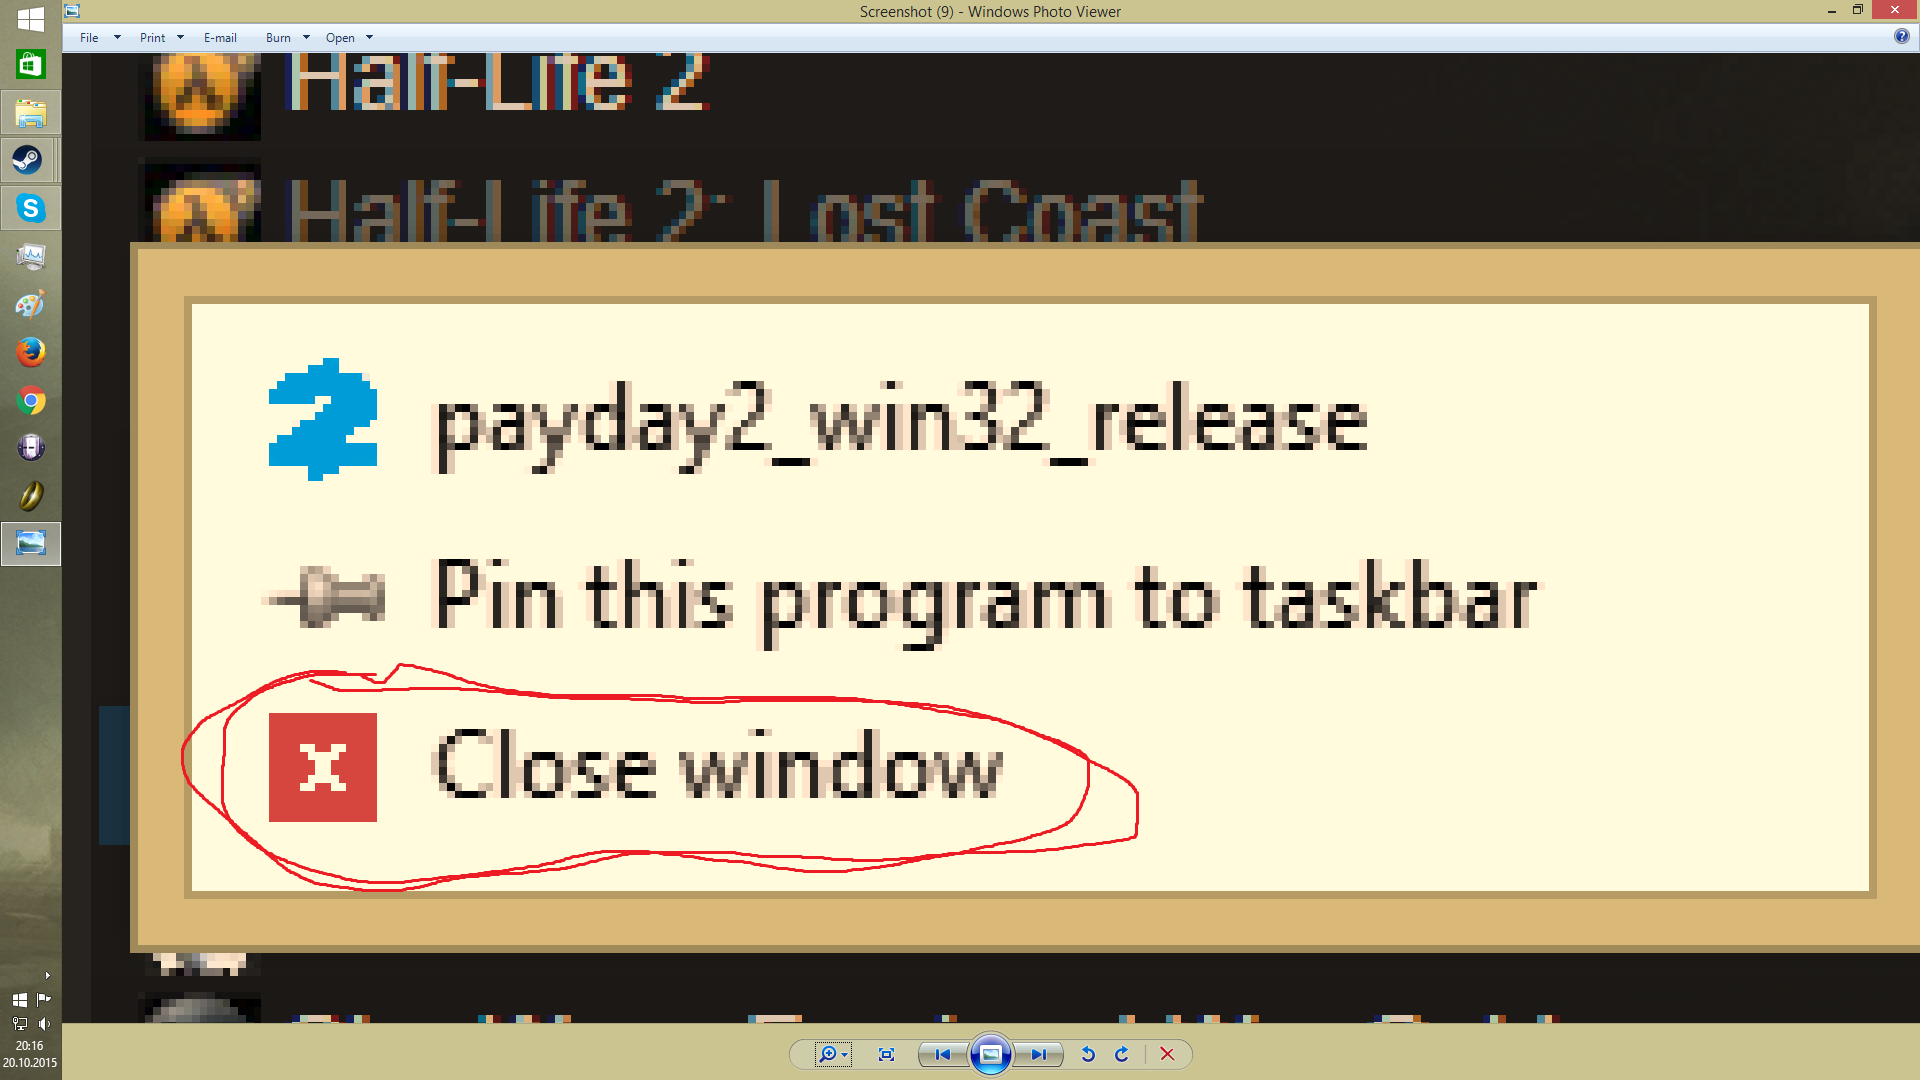 Screenshot (9) - Windows Photo Viewer
File Print E-mail Burn Open
Half-Life 2
Half-Life 2: Lost Coast
payday2_win32_release
Pin this program to taskbar
Close window
20:16
20.10.2015